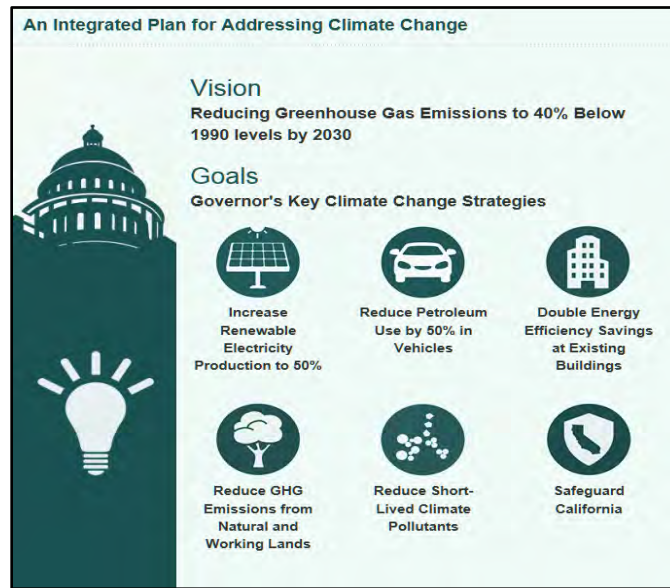 An Integrated Plan for Addressing Climate Change
Vision
Reducing Greenhouse Gas Emissions to 40% Below
1990 levels by 2030
Goals
Governor's Key Climate Change Strategies
Increase
Renewable
Electricity
Production to 50%
Reduce Petroleum
Use by 50% in
Vehicles
Double Energy
Efficiency Savings
at Existing
Buildings
Reduce GHG
Emissions from
Natural and
Working Lands
Reduce Short-
Lived Climate
Pollutants
Safeguard
California